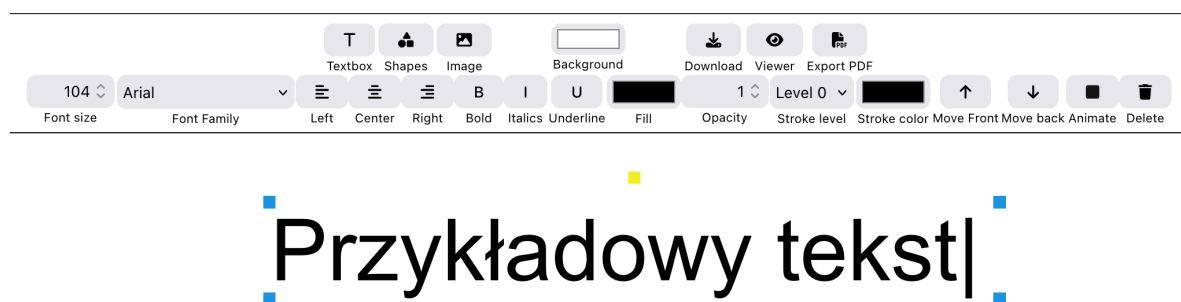 T
Textbox Shapes Image Background Download Viewer PDF Export PDF
104 Arial B I U 1 Level 0
Font size Font Family Left Center Right Bold Italics Underline Fill Opacity Stroke level Stroke color Move Front Move back Animate Delete
Przykładowy tekst